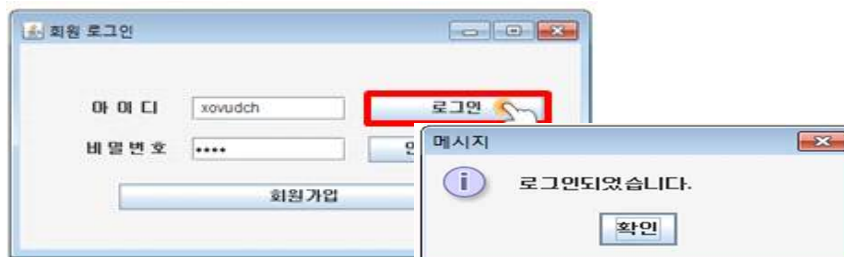 회원 로그인
아 이 디
xovudch
로그인
비 밀 번 호
••••
회원가입
메시지
로그인되었습니다.
확인